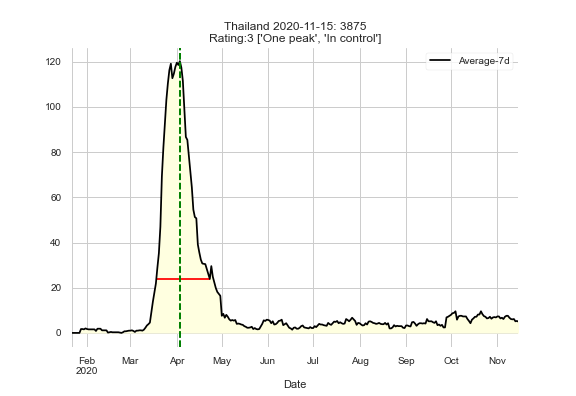 Thailand 2020-11-15: 3875
Rating:3 ['One peak', 'In control']
Average-7d
120
100
80
60
40
20
0
Feb
2020
Mar
Apr
May
Jun
Jul
Aug
Sep
Oct
Nov
Date